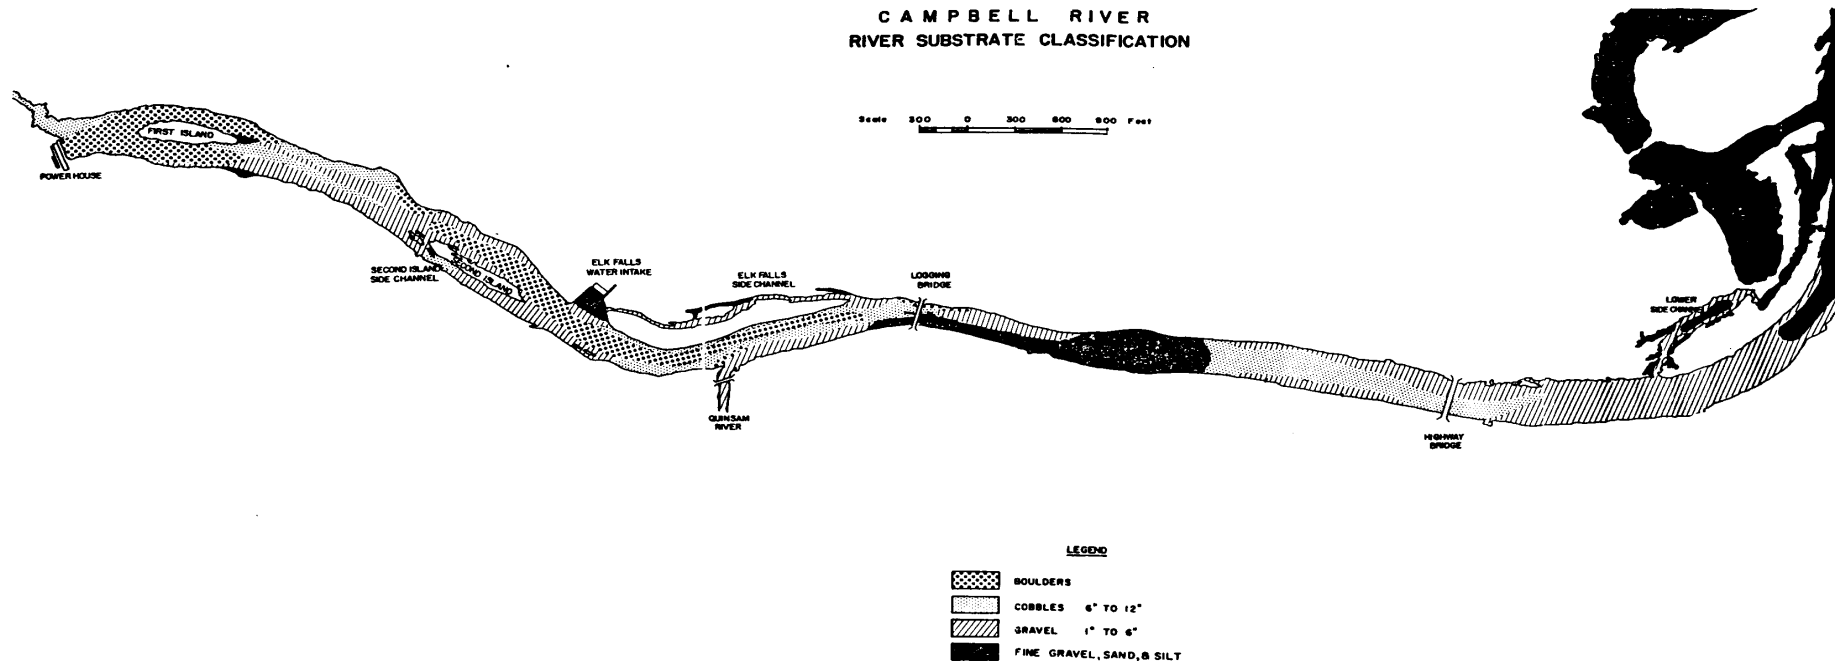 CAMPBELL RIVER
RIVER SUBSTRATE CLASSIFICATION
Scale 300 0 300 600 900 Feet
FIRST ISLAND
POWER HOUSE
SECOND ISLAND
SIDE CHANNEL
SECOND ISLAND
ELK FALLS
WATER INTAKE
ELK FALLS
SIDE CHANNEL
LOGGING
BRIDGE
QUINSAM
RIVER
HIGHWAY
BRIDGE
LOWER
SIDE CHANNEL
LEGEND
BOULDERS
COBBLES 6" TO 12"
GRAVEL 1" TO 6"
FINE GRAVEL, SAND, & SILT